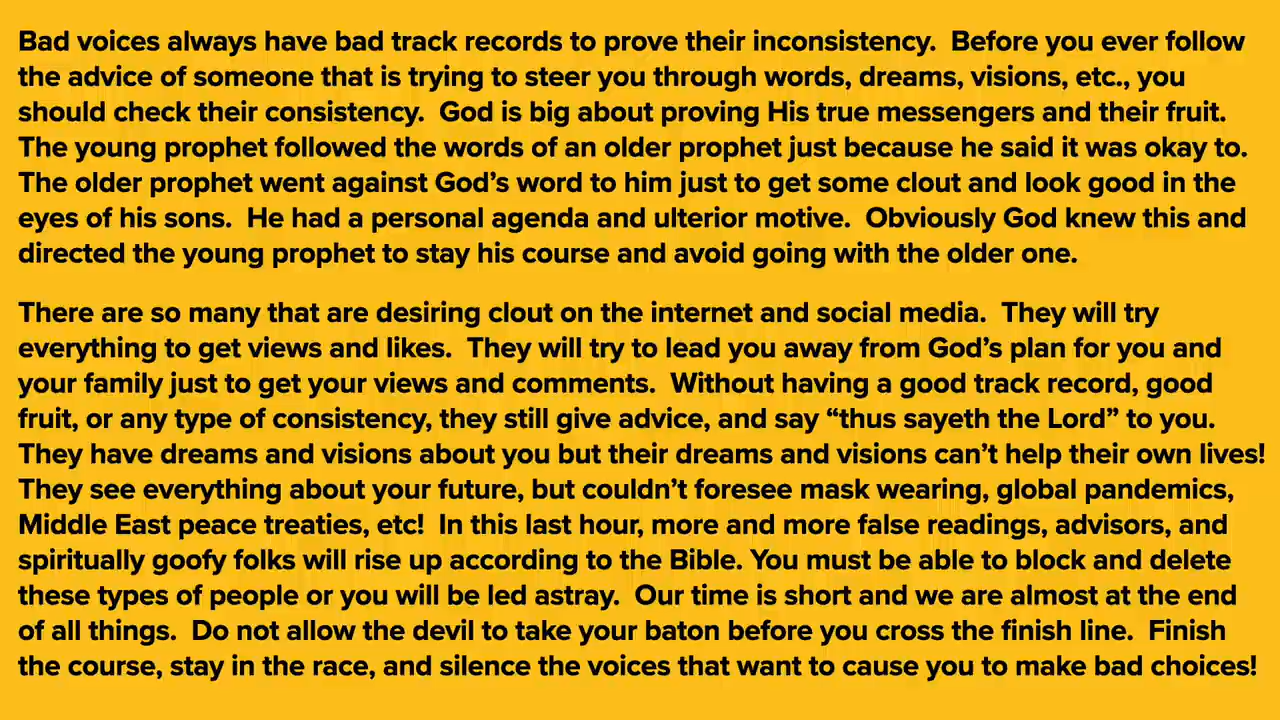 Bad voices always have bad track records to prove their inconsistency.  Before you ever follow
the advice of someone that is trying to steer you through words, dreams, visions, etc., you
should check their consistency.  God is big about proving His true messengers and their fruit.
The young prophet followed the words of an older prophet just because he said it was okay to.
The older prophet went against God’s word to him just to get some clout and look good in the
eyes of his sons.  He had a personal agenda and ulterior motive.  Obviously God knew this and
directed the young prophet to stay his course and avoid going with the older one.
There are so many that are desiring clout on the internet and social media.  They will try
everything to get views and likes.  They will try to lead you away from God’s plan for you and
your family just to get your views and comments.  Without having a good track record, good
fruit, or any type of consistency, they still give advice, and say “thus sayeth the Lord” to you.
They have dreams and visions about you but their dreams and visions can’t help their own lives!
They see everything about your future, but couldn’t foresee mask wearing, global pandemics,
Middle East peace treaties, etc!  In this last hour, more and more false readings, advisors, and
spiritually goofy folks will rise up according to the Bible. You must be able to block and delete
these types of people or you will be led astray.  Our time is short and we are almost at the end
of all things.  Do not allow the devil to take your baton before you cross the finish line.  Finish
the course, stay in the race, and silence the voices that want to cause you to make bad choices!